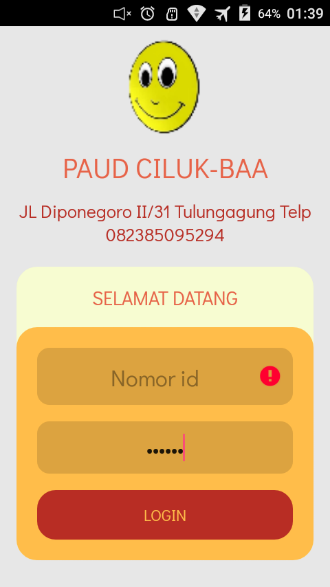 64% 01:39
PAUD CILUK-BAA
JL Diponegoro II/31 Tulungagung Telp
082385095294
SELAMAT DATANG
Nomor id
••••••
LOGIN